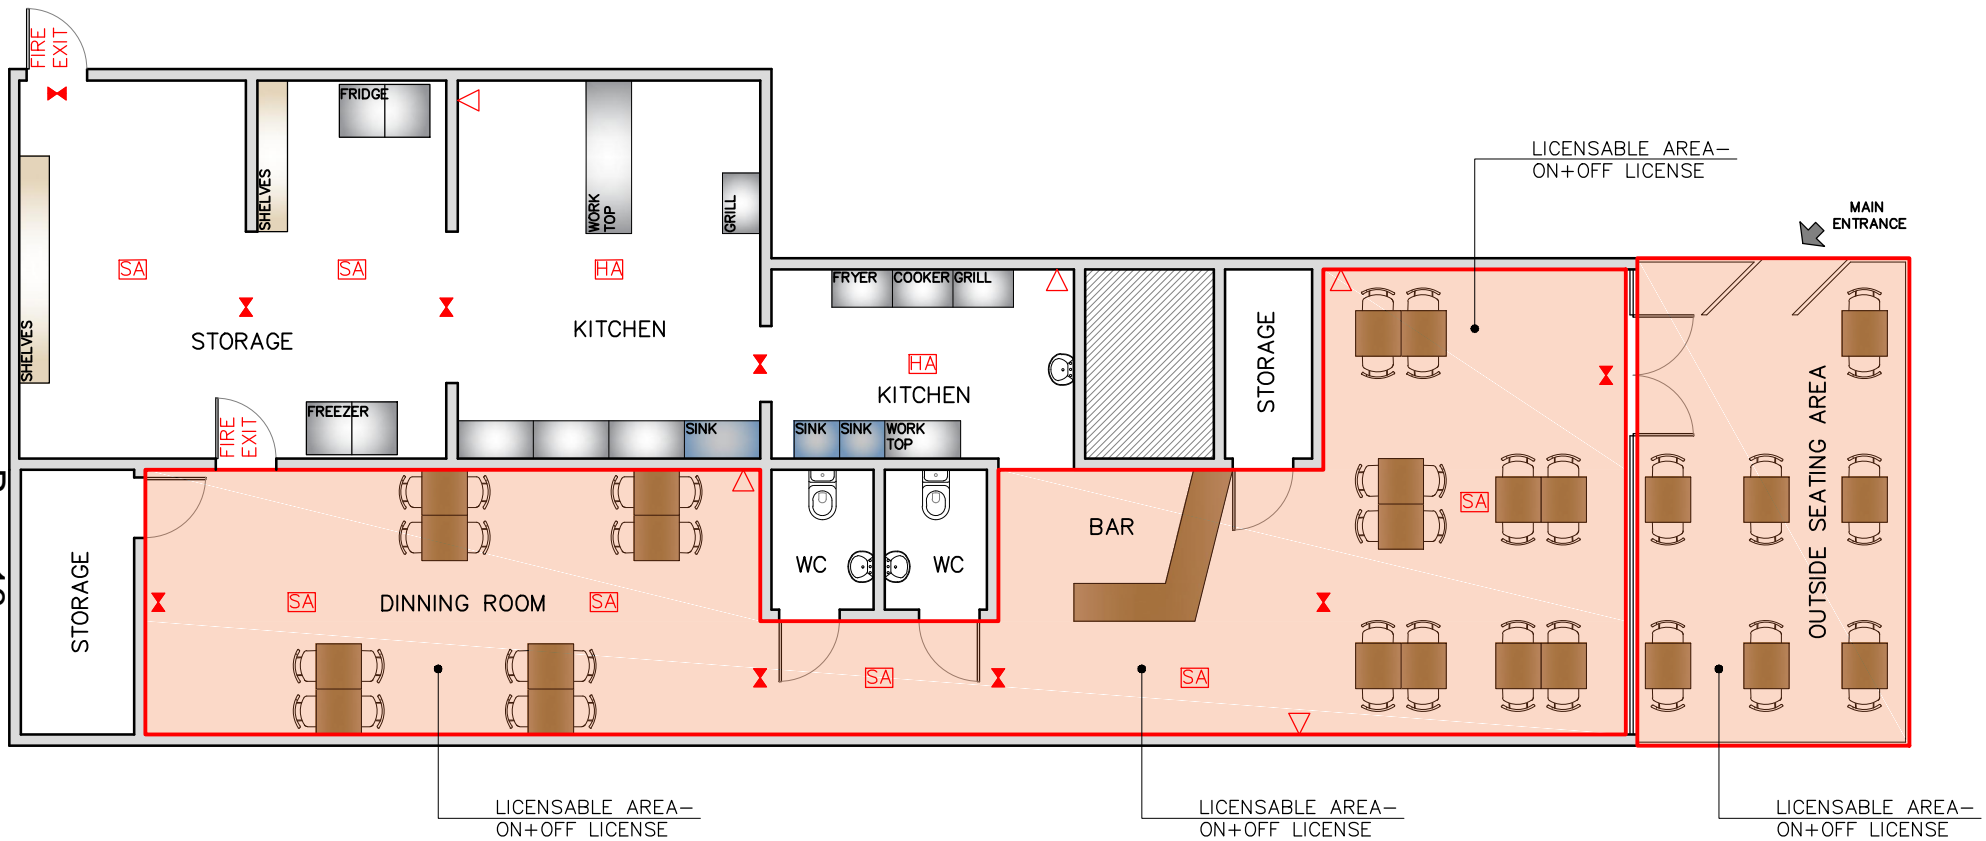 FIRE
EXIT
FRIDGE
SHELVES
WORK
TOP
GRILL
LICENSABLE AREA-
ON+OFF LICENSE
MAIN
ENTRANCE
SA
SA
HA
FRYER
COOKER
GRILL
STORAGE
KITCHEN
SHELVES
HA
KITCHEN
STORAGE
OUTSIDE SEATING AREA
FREEZER
FIRE
EXIT
SINK
SINK
SINK
WORK
TOP
SA
BAR
STORAGE
WC
WC
SA
DINNING ROOM
SA
SA
SA
LICENSABLE AREA-
ON+OFF LICENSE
LICENSABLE AREA-
ON+OFF LICENSE
LICENSABLE AREA-
ON+OFF LICENSE